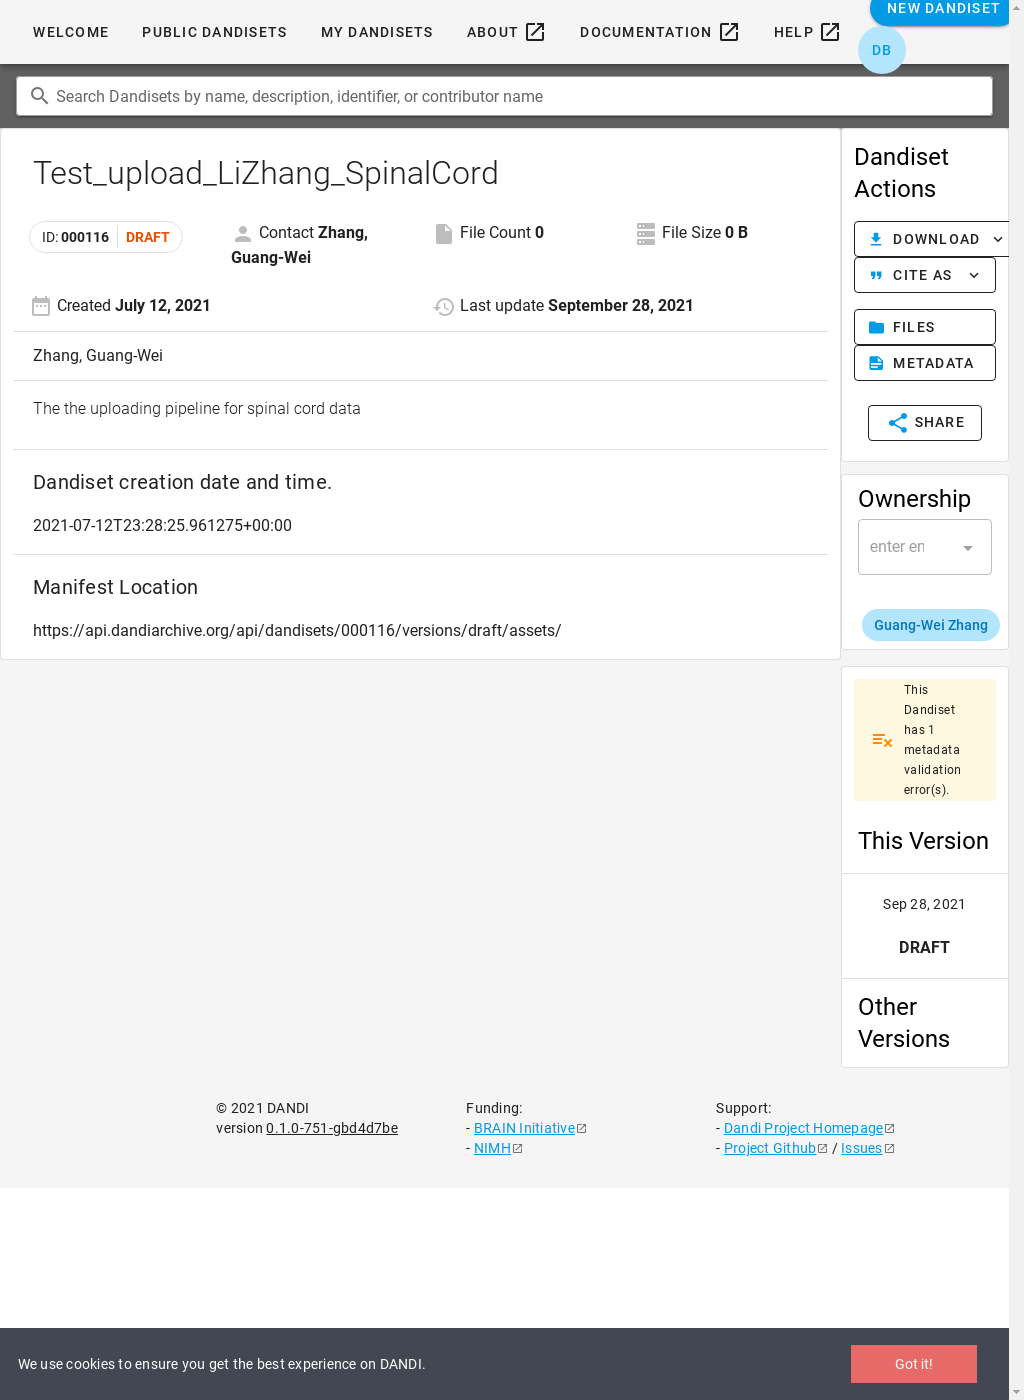 WELCOME
PUBLIC DANDISETS
MY DANDISETS
ABOUT
DOCUMENTATION
HELP
NEW DANDISET
DB
Search Dandisets by name, description, identifier, or contributor name
Test_upload_LiZhang_SpinalCord
ID: 000116 DRAFT
Contact Zhang,
Guang-Wei
File Count 0
File Size 0 B
Created July 12, 2021
Last update September 28, 2021
Zhang, Guang-Wei
The the uploading pipeline for spinal cord data
Dandiset creation date and time.
2021-07-12T23:28:25.961275+00:00
Manifest Location
https://api.dandiarchive.org/api/dandisets/000116/versions/draft/assets/
Dandiset
Actions
DOWNLOAD
CITE AS
FILES
METADATA
SHARE
Ownership
enter en
Guang-Wei Zhang
This
Dandiset
has 1
metadata
validation
error(s).
This Version
Sep 28, 2021
DRAFT
Other
Versions
© 2021 DANDI
version 0.1.0-751-gbd4d7be
Funding:
- BRAIN Initiative
- NIMH
Support:
- Dandi Project Homepage
- Project Github / Issues
We use cookies to ensure you get the best experience on DANDI.
Got it!